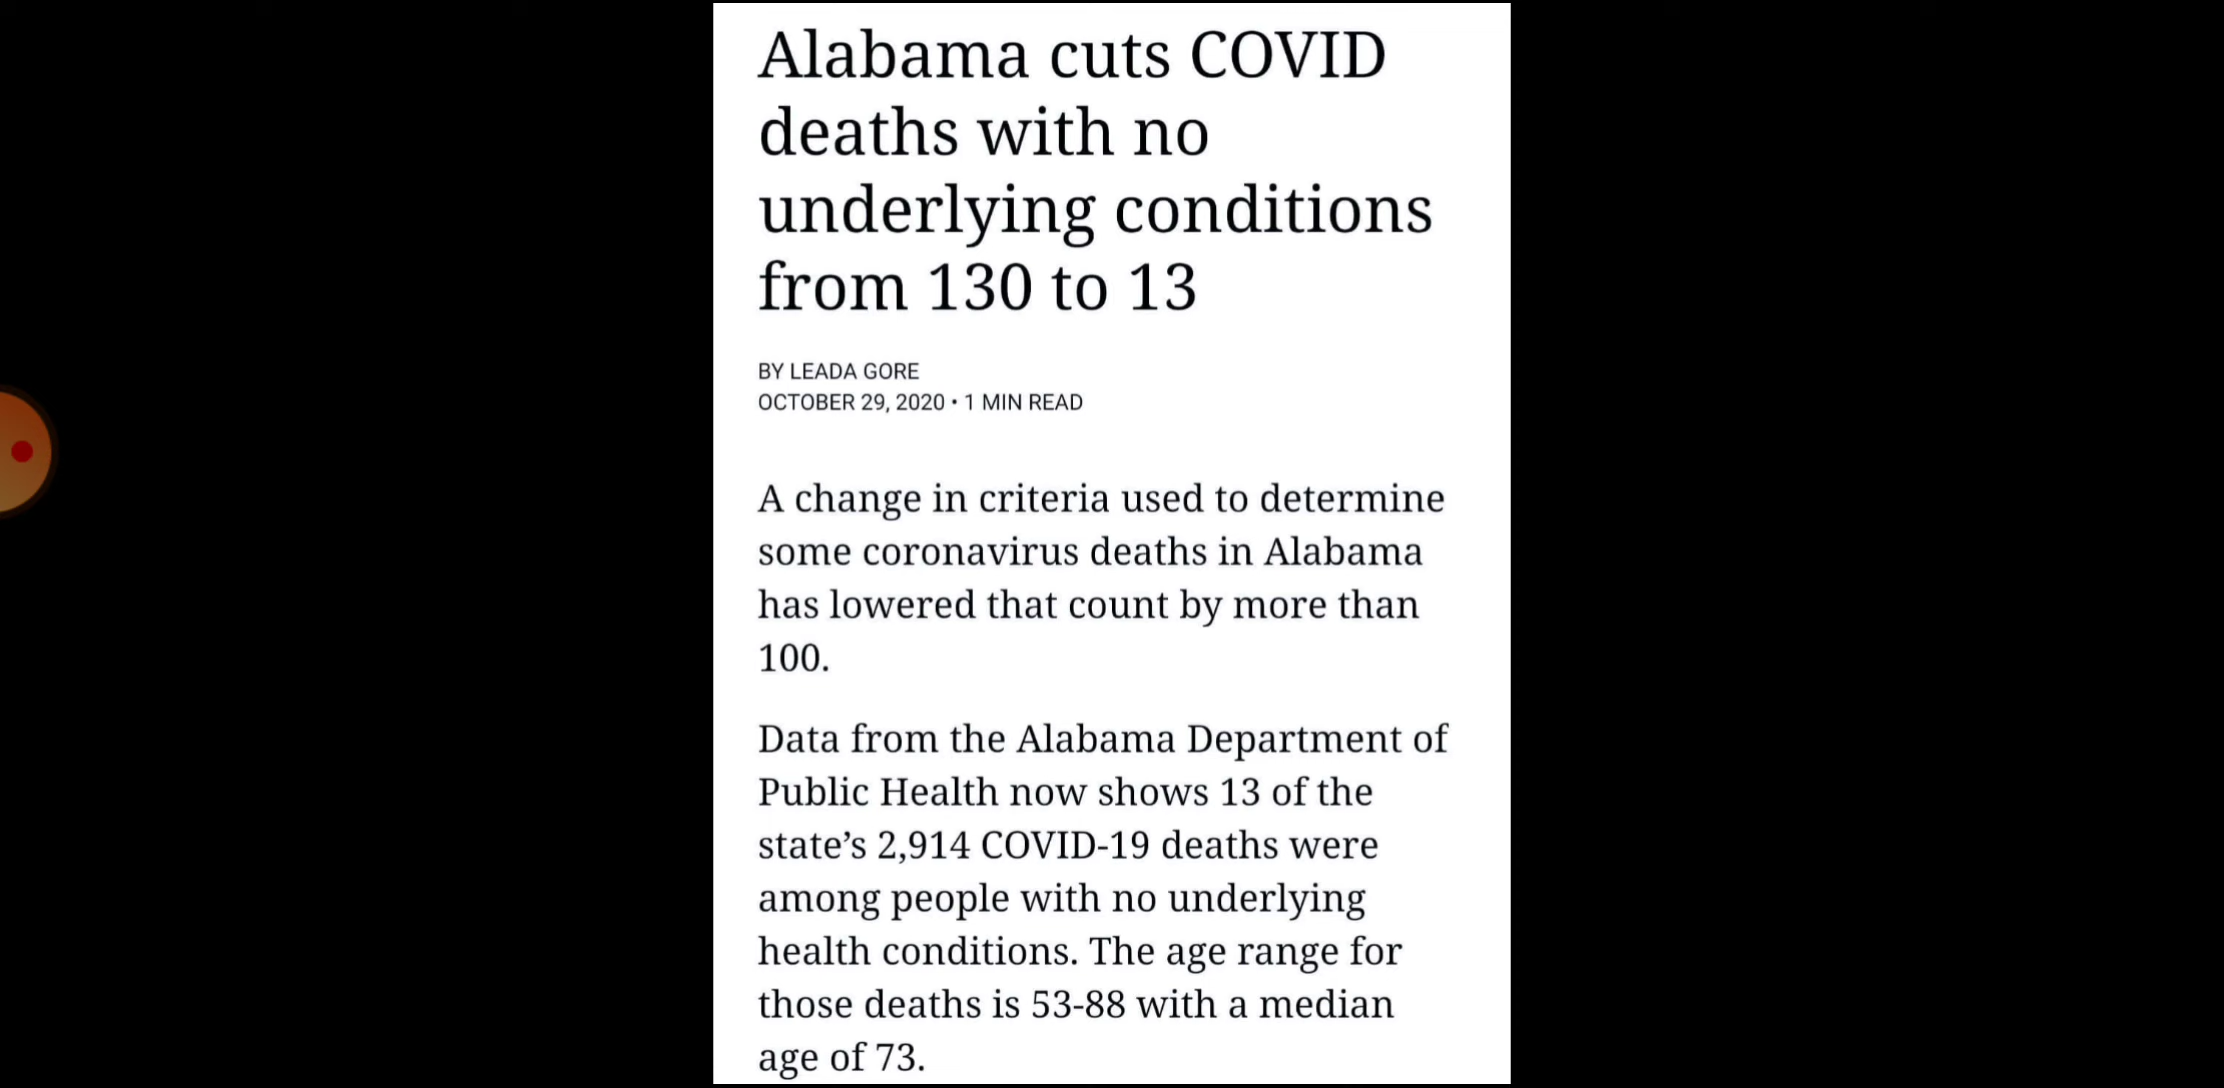 Alabama cuts COVID
deaths with no
underlying conditions
from 130 to 13
BY LEADA GORE
OCTOBER 29, 2020 • 1 MIN READ
A change in criteria used to determine
some coronavirus deaths in Alabama
has lowered that count by more than
100.
Data from the Alabama Department of
Public Health now shows 13 of the
state’s 2,914 COVID-19 deaths were
among people with no underlying
health conditions. The age range for
those deaths is 53-88 with a median
age of 73.